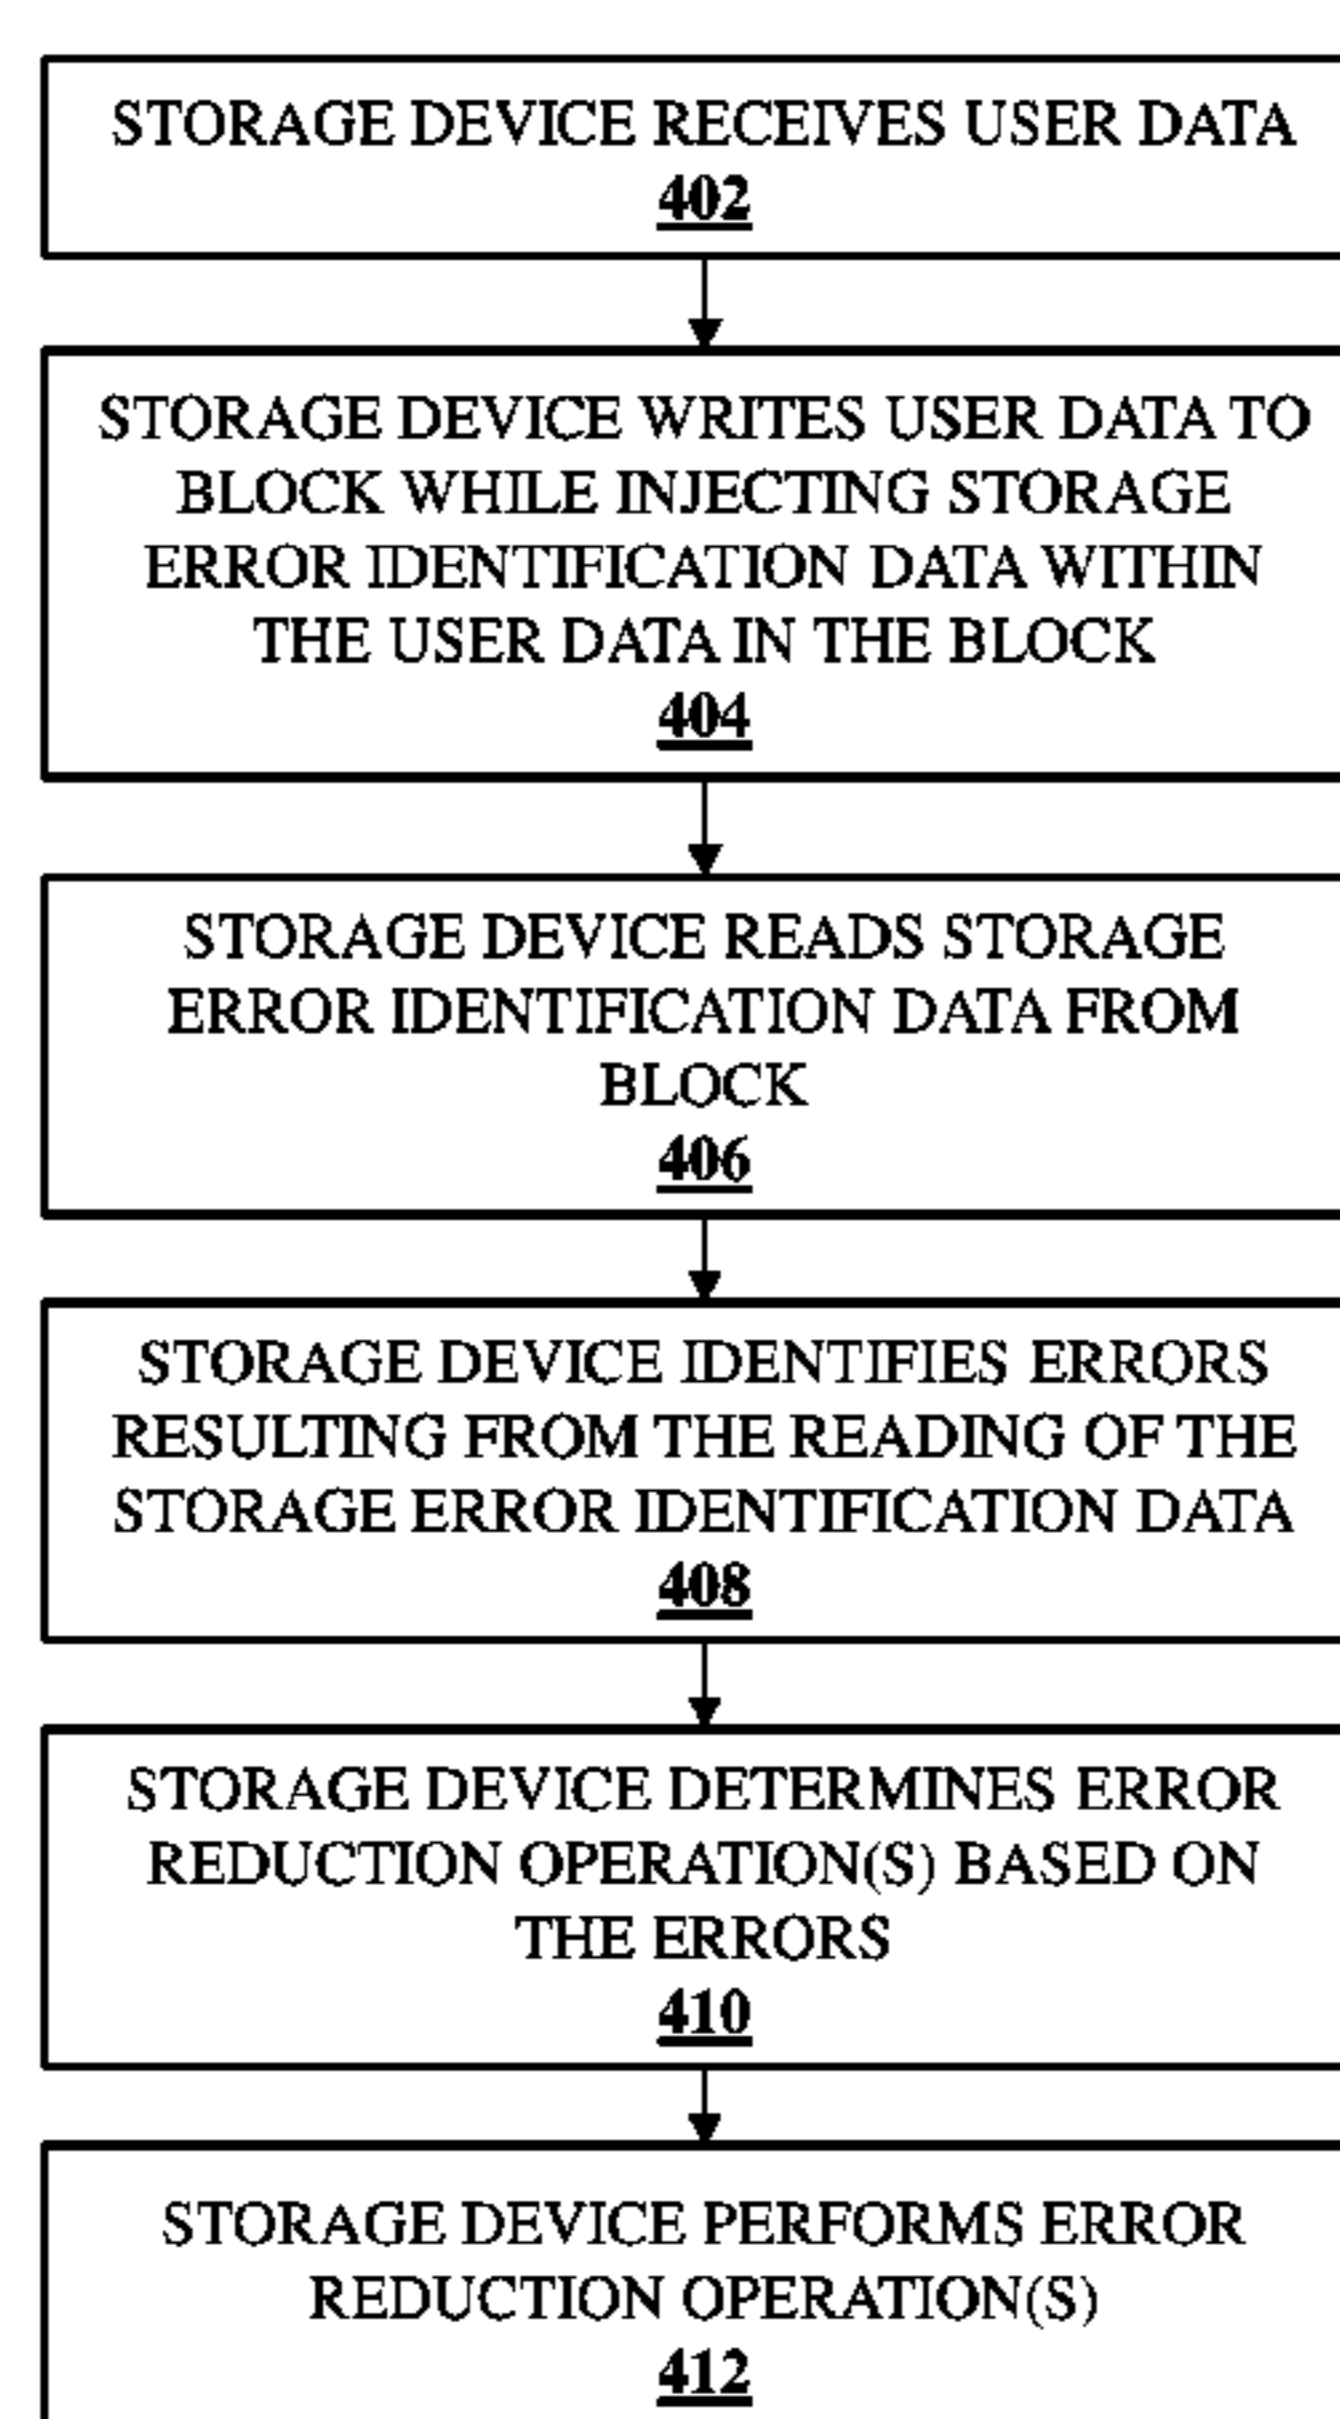 STORAGE DEVICE RECEIVES USER DATA
402
STORAGE DEVICE WRITES USER DATA TO
BLOCK WHILE INJECTING STORAGE
ERROR IDENTIFICATION DATA WITHIN
THE USER DATA IN THE BLOCK
404
STORAGE DEVICE READS STORAGE
ERROR IDENTIFICATION DATA FROM
BLOCK
406
STORAGE DEVICE IDENTIFIES ERRORS
RESULTING FROM THE READING OF THE
STORAGE ERROR IDENTIFICATION DATA
408
STORAGE DEVICE DETERMINES ERROR
REDUCTION OPERATION(S) BASED ON
THE ERRORS
410
STORAGE DEVICE PERFORMS ERROR
REDUCTION OPERATION(S)
412